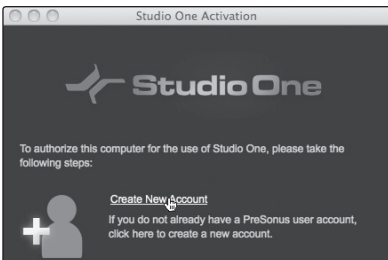 Studio One Activation
Studio One
To authorize this computer for the use of Studio One, please take the
following steps:
Create New Account
If you do not already have a PreSonus user account,
click here to create a new account.